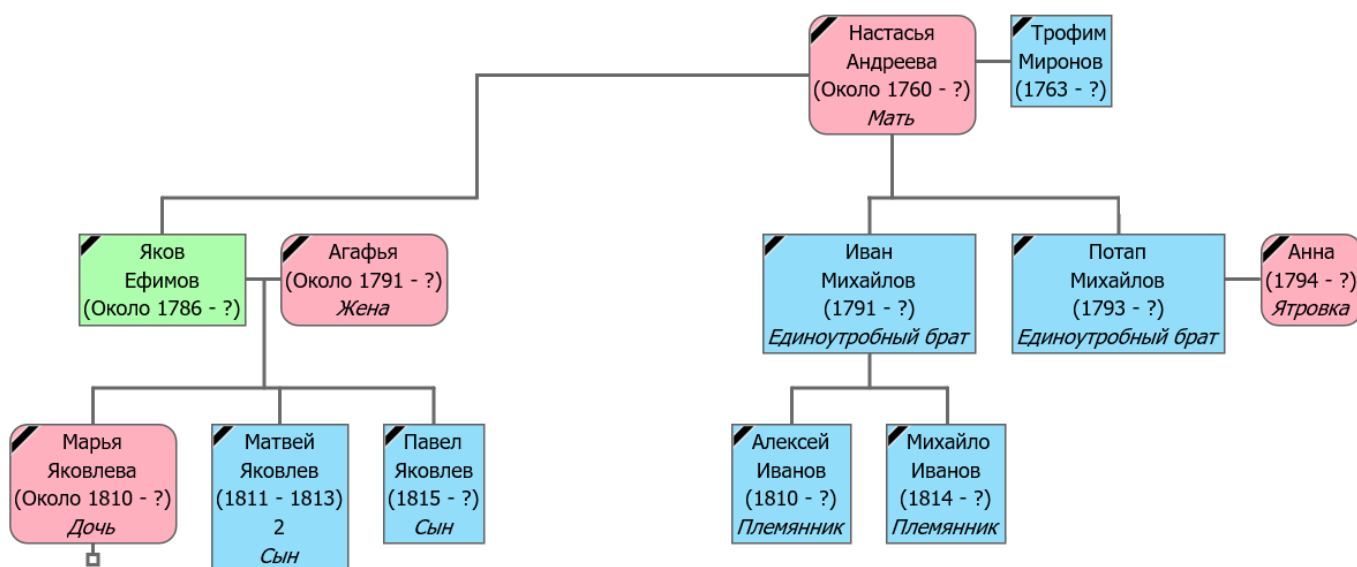 Настасья
Андреева
(Около 1760 - ?)
Мать
Трофим
Миронов
(1763 - ?)
Яков
Ефимов
(Около 1786 - ?)
Агафья
(Около 1791 - ?)
Жена
Иван
Михайлов
(1791 - ?)
Единоутробный брат
Потап
Михайлов
(1793 - ?)
Единоутробный брат
Анна
(1794 - ?)
Ятровка
Марья
Яковлева
(Около 1810 - ?)
Дочь
Матвей
Яковлев
(1811 - 1813)
2
Сын
Павел
Яковлев
(1815 - ?)
Сын
Алексей
Иванов
(1810 - ?)
Племянник
Михайло
Иванов
(1814 - ?)
Племянник